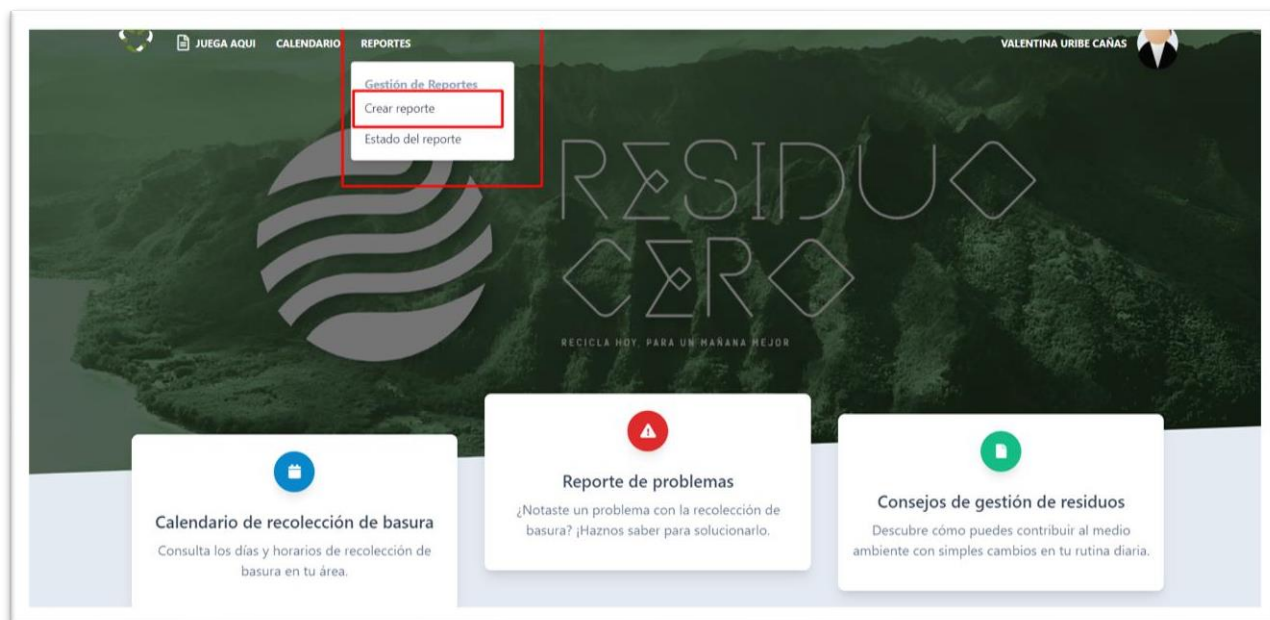 JUEGA AQUI CALENDARIO REPORTES VALENTINA URIBE CAÑAS
Gestión de Reportes
Crear reporte
Estado del reporte
RESIDUO
CERO
RECICLA HOY, PARA UN MAÑANA MEJOR
Calendario de recolección de basura
Consulta los días y horarios de recolección de
basura en tu área.
Reporte de problemas
¿Notaste un problema con la recolección de
basura? ¡Haznos saber para solucionarlo.
Consejos de gestión de residuos
Descubre cómo puedes contribuir al medio
ambiente con simples cambios en tu rutina diaria.